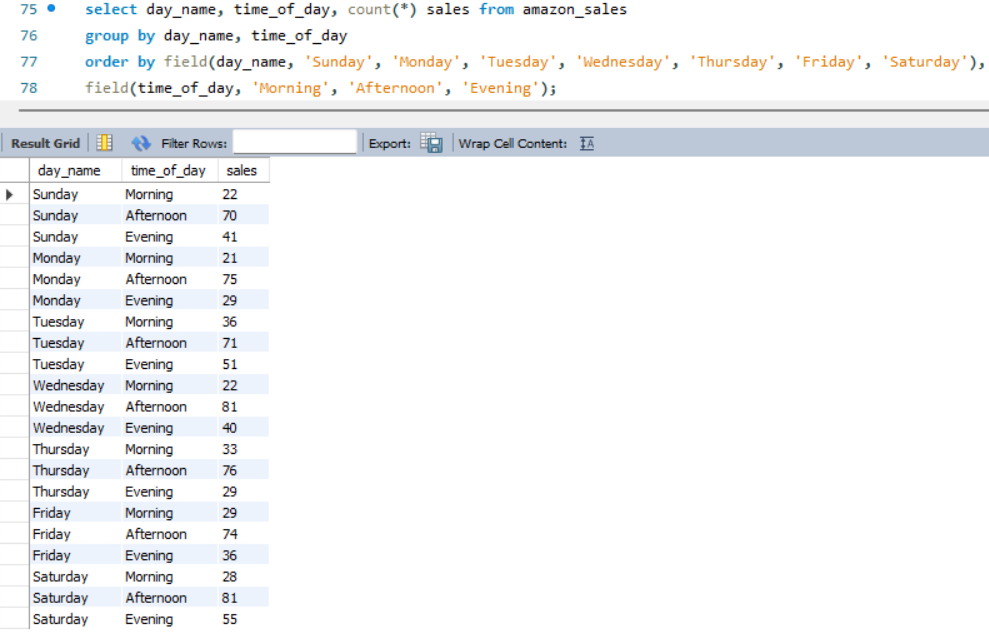 75 select day_name, time_of_day, count(*) sales from amazon_sales
76 group by day_name, time_of_day
77 order by field(day_name, 'Sunday', 'Monday', 'Tuesday', 'Wednesday', 'Thursday', 'Friday', 'Saturday'),
78 field(time_of_day, 'Morning', 'Afternoon', 'Evening');
Result Grid Filter Rows: Export: Wrap Cell Content: IA
day_name time_of_day sales
Sunday Morning 22
Sunday Afternoon 70
Sunday Evening 41
Monday Morning 21
Monday Afternoon 75
Monday Evening 29
Tuesday Morning 36
Tuesday Afternoon 71
Tuesday Evening 51
Wednesday Morning 22
Wednesday Afternoon 81
Wednesday Evening 40
Thursday Morning 33
Thursday Afternoon 76
Thursday Evening 29
Friday Morning 29
Friday Afternoon 74
Friday Evening 36
Saturday Morning 28
Saturday Afternoon 81
Saturday Evening 55